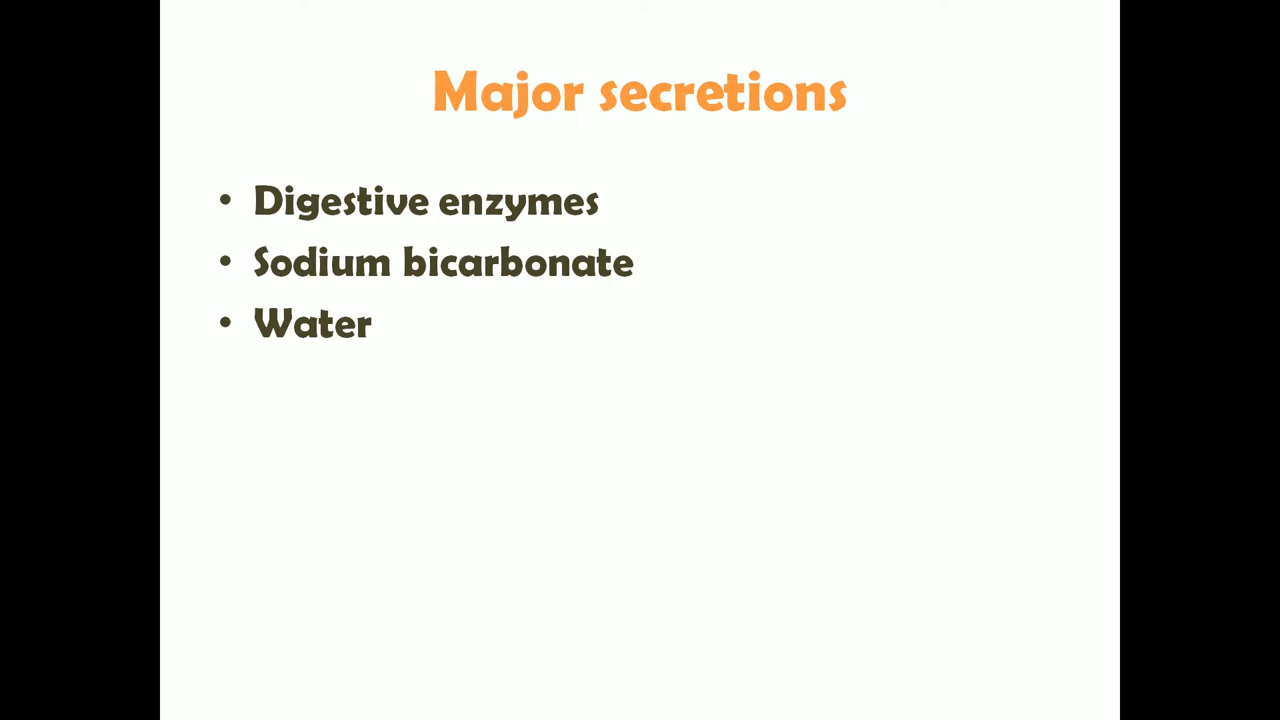 Major secretions
• Digestive enzymes
• Sodium bicarbonate
• Water